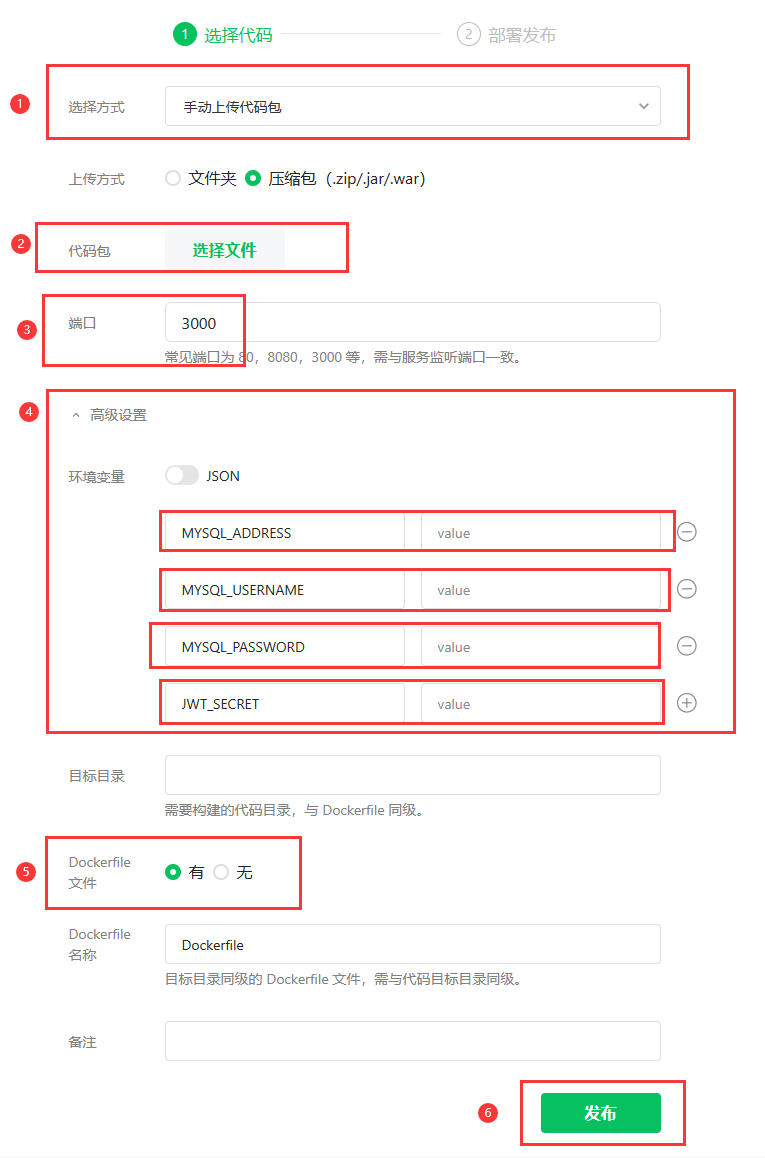 1 选择代码 2 部署发布
1 选择方式 手动上传代码包
上传方式 文件夹 压缩包（.zip/.jar/.war）
2 代码包 选择文件
3 端口 3000
常见端口为 80，8080，3000 等，需与服务监听端口一致。
4 高级设置
环境变量 JSON
MYSQL_ADDRESS value
MYSQL_USERNAME value
MYSQL_PASSWORD value
JWT_SECRET value
目标目录
需要构建的代码目录，与 Dockerfile 同级。
5 Dockerfile
文件 有 无
Dockerfile
名称 Dockerfile
目标目录同级的 Dockerfile 文件，需与代码目标目录同级。
备注
6 发布